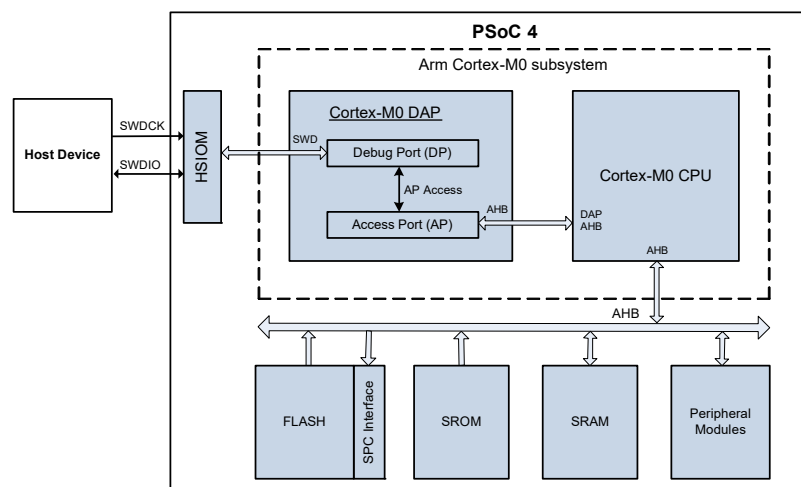 PSoC 4
Arm Cortex-M0 subsystem
Host Device
SWDCK
SWDIO
HSIOM
SWD
Cortex-M0 DAP
Debug Port (DP)
AP Access
Access Port (AP)
AHB
Cortex-M0 CPU
DAP
AHB
AHB
AHB
FLASH
SPC Interface
SROM
SRAM
Peripheral
Modules